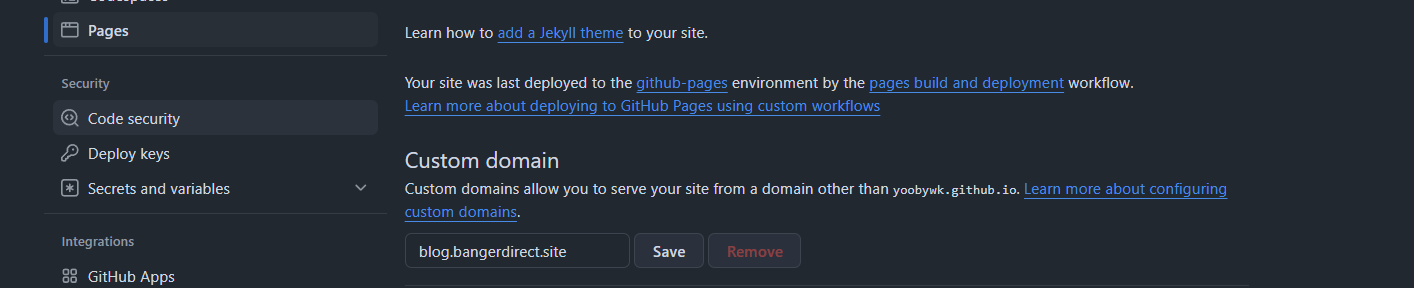 Codespaces
Pages
Learn how to add a Jekyll theme to your site.
Security
Your site was last deployed to the github-pages environment by the pages build and deployment workflow.
Learn more about deploying to GitHub Pages using custom workflows
Code security
Deploy keys
Secrets and variables
Custom domain
Custom domains allow you to serve your site from a domain other than yoobywk.github.io. Learn more about configuring
custom domains.
Integrations
blog.bangerdirect.site Save Remove
GitHub Apps